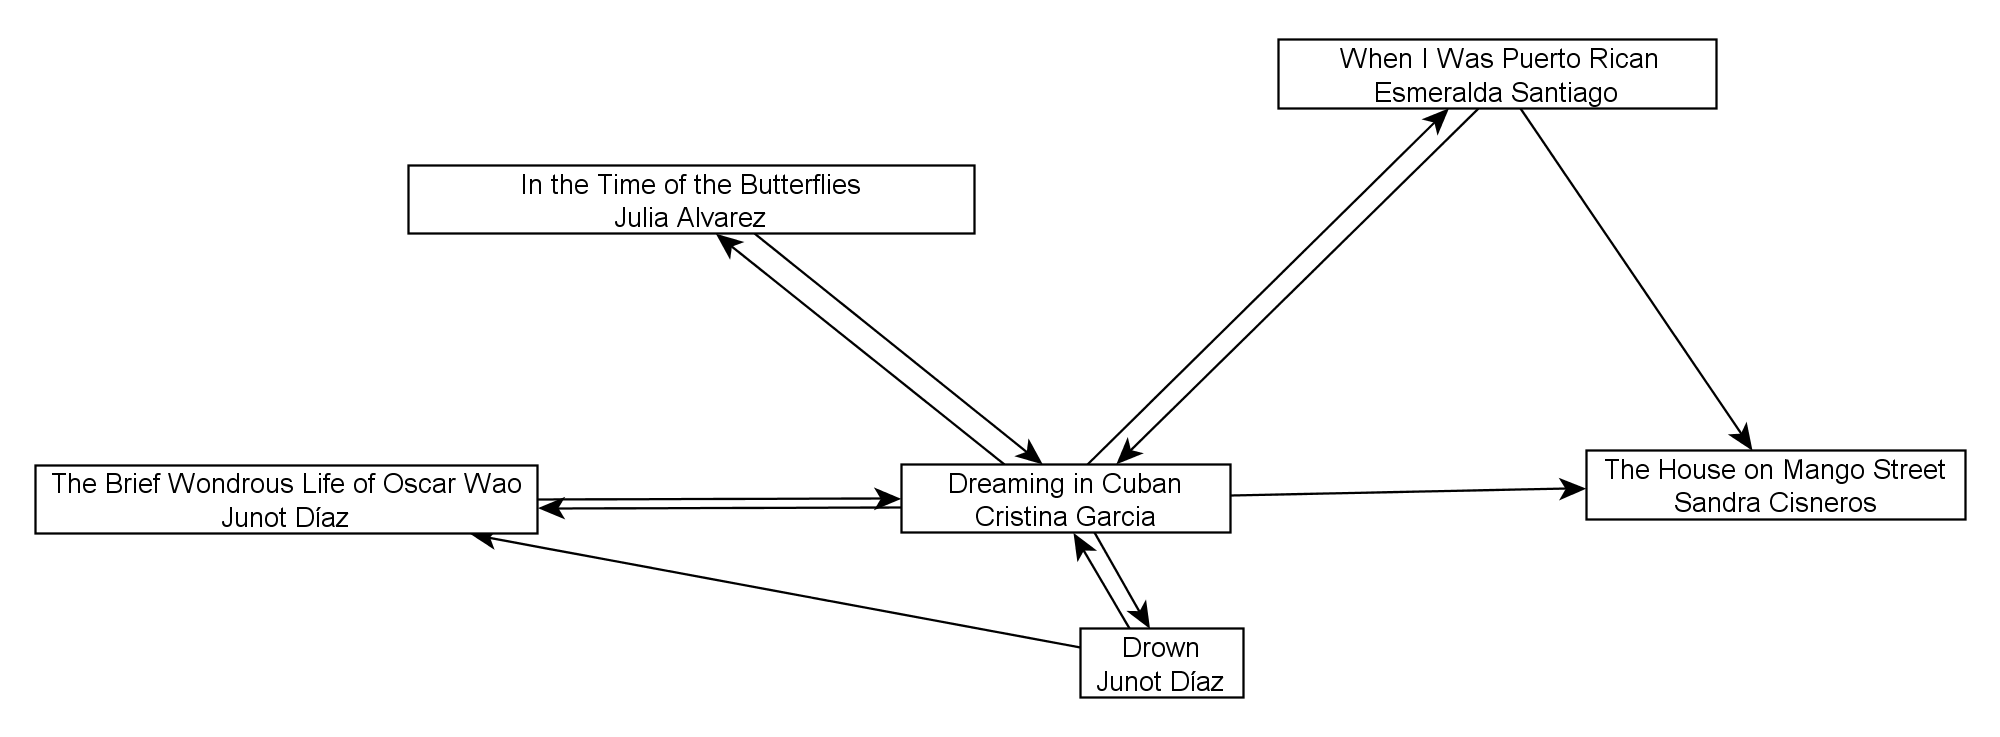 When I Was Puerto Rican
Esmeralda Santiago
In the Time of the Butterflies
Julia Alvarez
The Brief Wondrous Life of Oscar Wao
Junot Díaz
Dreaming in Cuban
Cristina Garcia
The House on Mango Street
Sandra Cisneros
Drown
Junot Díaz